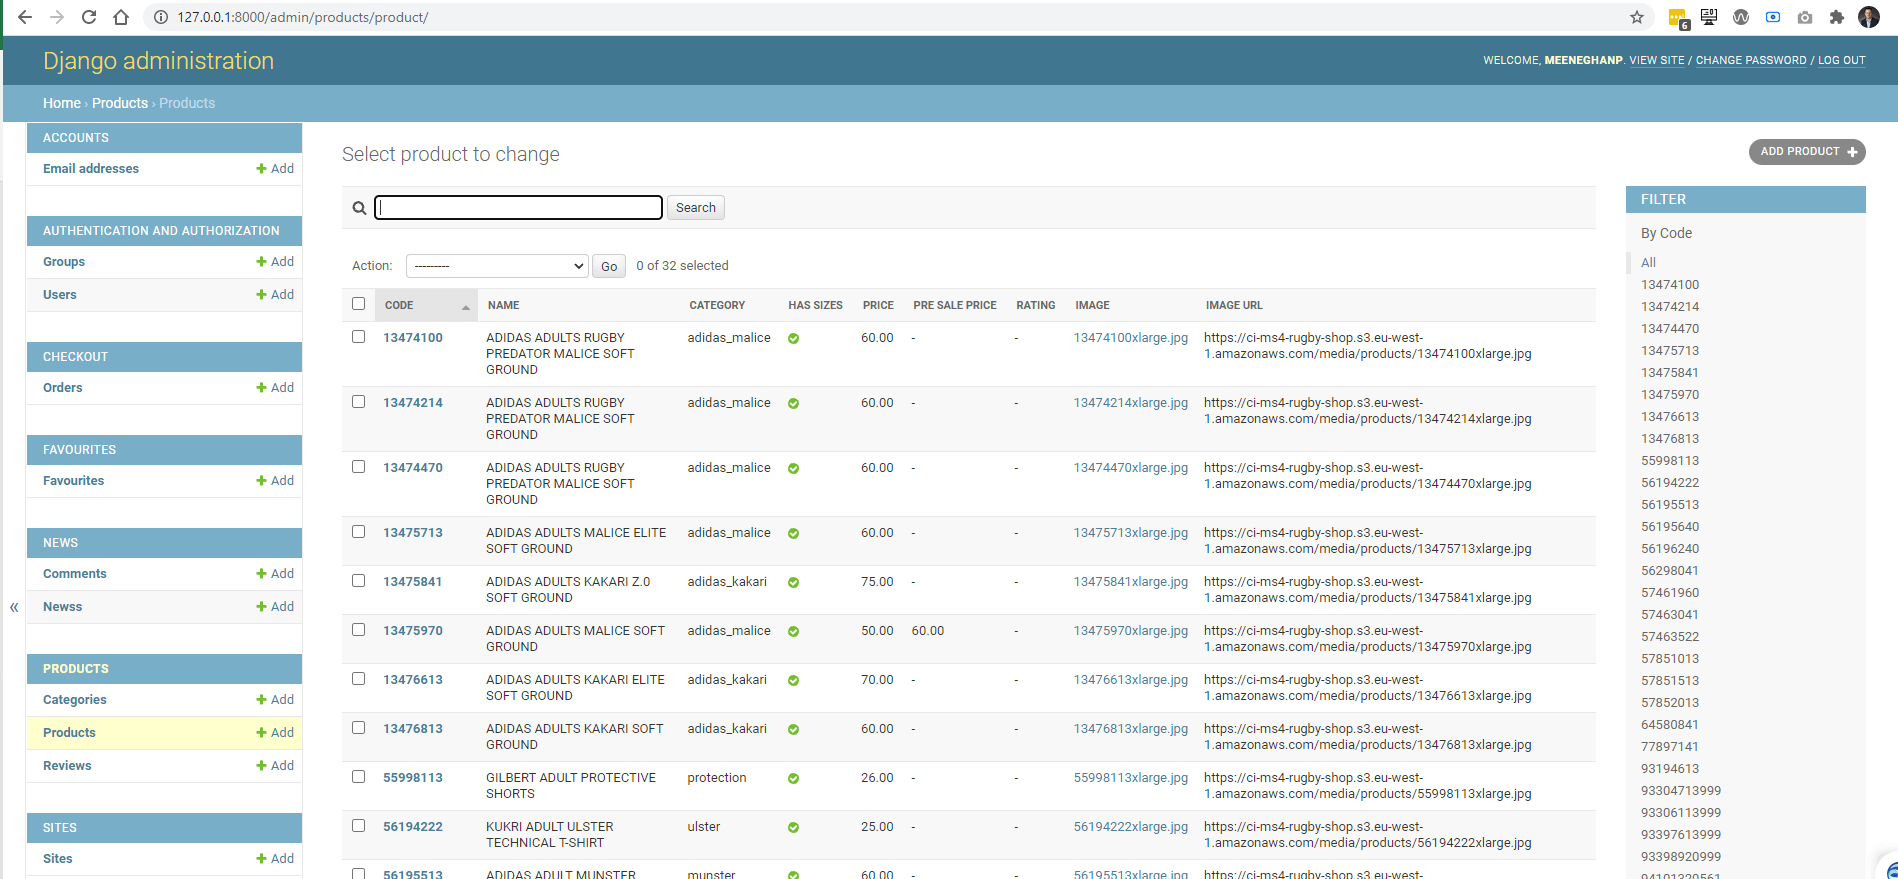 127.0.0.1:8000/admin/products/product/
6
Django administration
WELCOME, MEENEGHANP. VIEW SITE / CHANGE PASSWORD / LOG OUT
Home › Products › Products
ACCOUNTS
Email addresses
Add
AUTHENTICATION AND AUTHORIZATION
Groups
Add
Users
Add
CHECKOUT
Orders
Add
FAVOURITES
Favourites
Add
NEWS
Comments
Add
Newss
Add
«
PRODUCTS
Categories
Add
Products
Add
Reviews
Add
SITES
Sites
Add
Select product to change
ADD PRODUCT
Search
Action:
---------
Go
0 of 32 selected
CODE NAME CATEGORY HAS SIZES PRICE PRE SALE PRICE RATING IMAGE IMAGE URL
13474100 ADIDAS ADULTS RUGBY adidas_malice 60.00 - - 13474100xlarge.jpg https://ci-ms4-rugby-shop.s3.eu-west-
PREDATOR MALICE SOFT 1.amazonaws.com/media/products/13474100xlarge.jpg
GROUND
13474214 ADIDAS ADULTS RUGBY adidas_malice 60.00 - - 13474214xlarge.jpg https://ci-ms4-rugby-shop.s3.eu-west-
PREDATOR MALICE SOFT 1.amazonaws.com/media/products/13474214xlarge.jpg
GROUND
13474470 ADIDAS ADULTS RUGBY adidas_malice 60.00 - - 13474470xlarge.jpg https://ci-ms4-rugby-shop.s3.eu-west-
PREDATOR MALICE SOFT 1.amazonaws.com/media/products/13474470xlarge.jpg
GROUND
13475713 ADIDAS ADULTS MALICE ELITE adidas_malice 60.00 - - 13475713xlarge.jpg https://ci-ms4-rugby-shop.s3.eu-west-
SOFT GROUND 1.amazonaws.com/media/products/13475713xlarge.jpg
13475841 ADIDAS ADULTS KAKARI Z.0 adidas_kakari 75.00 - - 13475841xlarge.jpg https://ci-ms4-rugby-shop.s3.eu-west-
SOFT GROUND 1.amazonaws.com/media/products/13475841xlarge.jpg
13475970 ADIDAS ADULTS MALICE SOFT adidas_malice 50.00 60.00 - 13475970xlarge.jpg https://ci-ms4-rugby-shop.s3.eu-west-
GROUND 1.amazonaws.com/media/products/13475970xlarge.jpg
13476613 ADIDAS ADULTS KAKARI ELITE adidas_kakari 70.00 - - 13476613xlarge.jpg https://ci-ms4-rugby-shop.s3.eu-west-
SOFT GROUND 1.amazonaws.com/media/products/13476613xlarge.jpg
13476813 ADIDAS ADULTS KAKARI SOFT adidas_kakari 60.00 - - 13476813xlarge.jpg https://ci-ms4-rugby-shop.s3.eu-west-
GROUND 1.amazonaws.com/media/products/13476813xlarge.jpg
55998113 GILBERT ADULT PROTECTIVE protection 26.00 - - 55998113xlarge.jpg https://ci-ms4-rugby-shop.s3.eu-west-
SHORTS 1.amazonaws.com/media/products/55998113xlarge.jpg
56194222 KUKRI ADULT ULSTER ulster 25.00 - - 56194222xlarge.jpg https://ci-ms4-rugby-shop.s3.eu-west-
TECHNICAL T-SHIRT 1.amazonaws.com/media/products/56194222xlarge.jpg
56195513 ADIDAS ADULT MUNSTER munster 60.00 - - 56195513xlarge.jpg https://ci-ms4-rugby-shop.s3.eu-west-
FILTER
By Code
All
13474100
13474214
13474470
13475713
13475841
13475970
13476613
13476813
55998113
56194222
56195513
56195640
56196240
56298041
57461960
57463041
57463522
57851013
57851513
57852013
64580841
77897141
93194613
93304713999
93306113999
93397613999
93398920999
94101320561